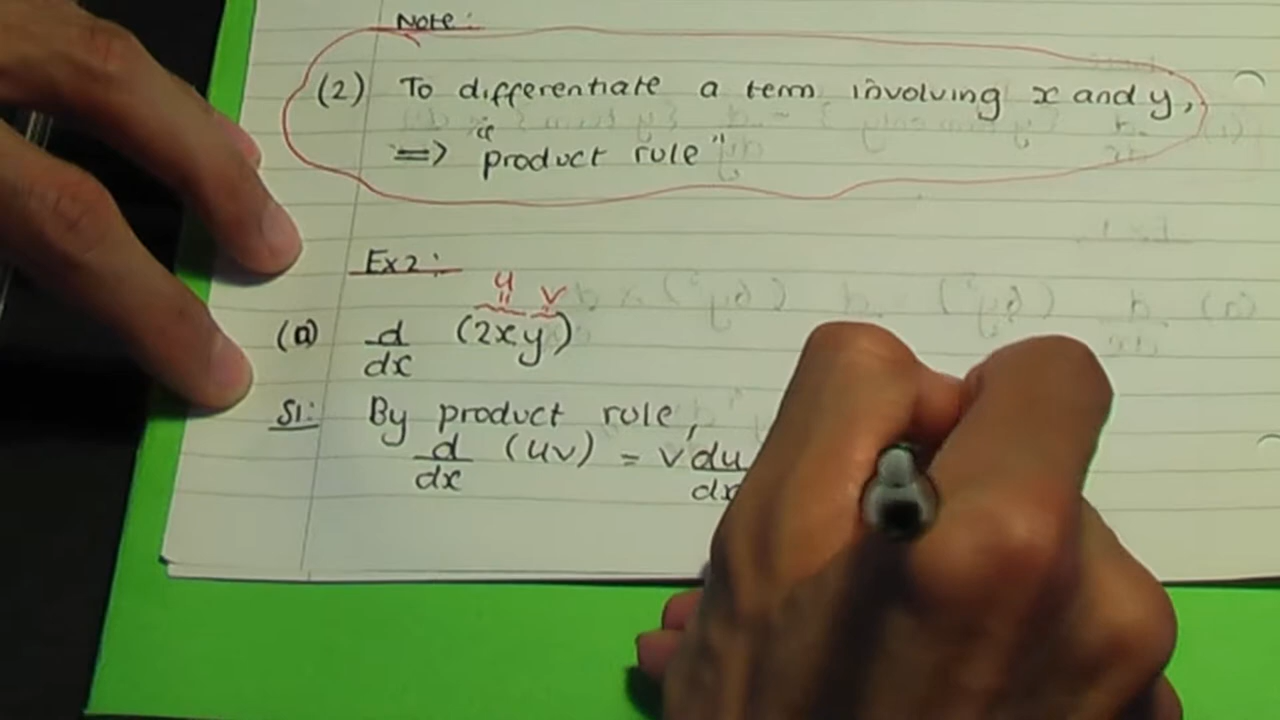 Note:
(2) To differentiate a term involving x and y,
=> "product rule"
Ex2:
u v
(a) d/dx (2xy)
S1: By product rule,
d/dx (uv) = v du/dx